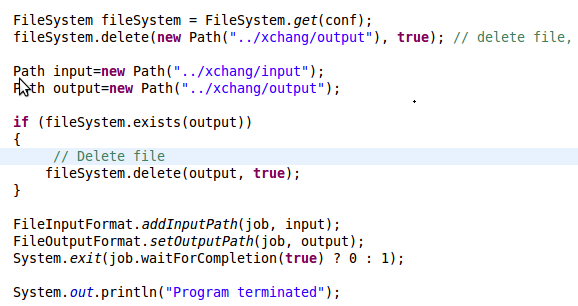 FileSystem fileSystem = FileSystem.get(conf);
fileSystem.delete(new Path("../xchang/output"), true); // delete file,
Path input=new Path("../xchang/input");
Path output=new Path("../xchang/output");
if (fileSystem.exists(output))
{
// Delete file
fileSystem.delete(output, true);
}
FileInputFormat.addInputPath(job, input);
FileOutputFormat.setOutputPath(job, output);
System.exit(job.waitForCompletion(true) ? 0 : 1);
System.out.println("Program terminated");